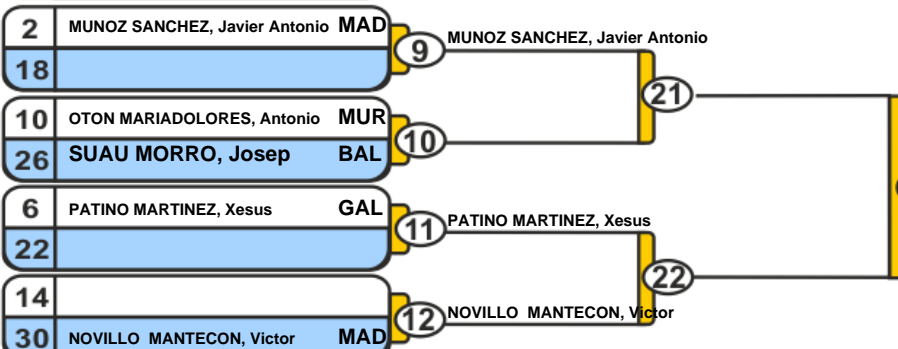 2 MUNOZ SANCHEZ, Javier Antonio MAD
9 MUNOZ SANCHEZ, Javier Antonio
18
21
10 OTON MARIADOLORES, Antonio MUR
10
26 SUAU MORRO, Josep BAL
6 PATINO MARTINEZ, Xesus GAL
11 PATINO MARTINEZ, Xesus
22
22
14
12 NOVILLO MANTECON, Victor
30 NOVILLO MANTECON, Victor MAD